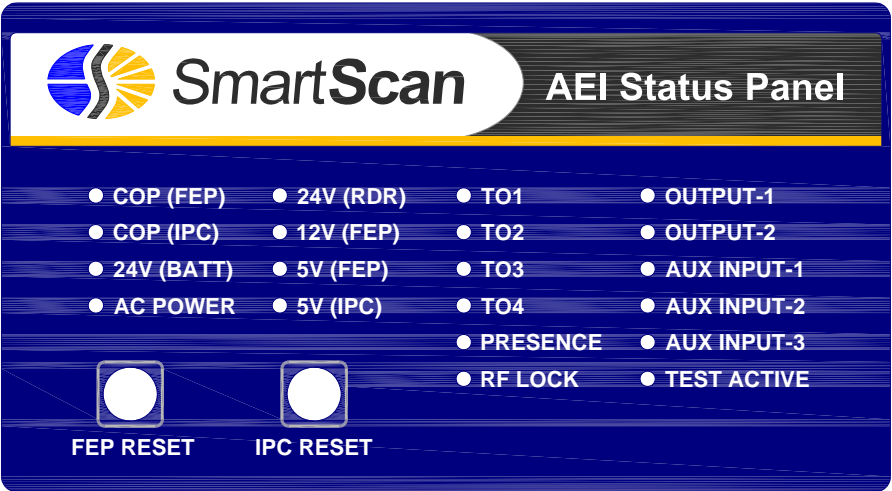 SmartScan
AEI Status Panel
COP (FEP) 24V (RDR) TO1 OUTPUT-1
COP (IPC) 12V (FEP) TO2 OUTPUT-2
24V (BATT) 5V (FEP) TO3 AUX INPUT-1
AC POWER 5V (IPC) TO4 AUX INPUT-2
PRESENCE AUX INPUT-3
RF LOCK TEST ACTIVE
FEP RESET IPC RESET